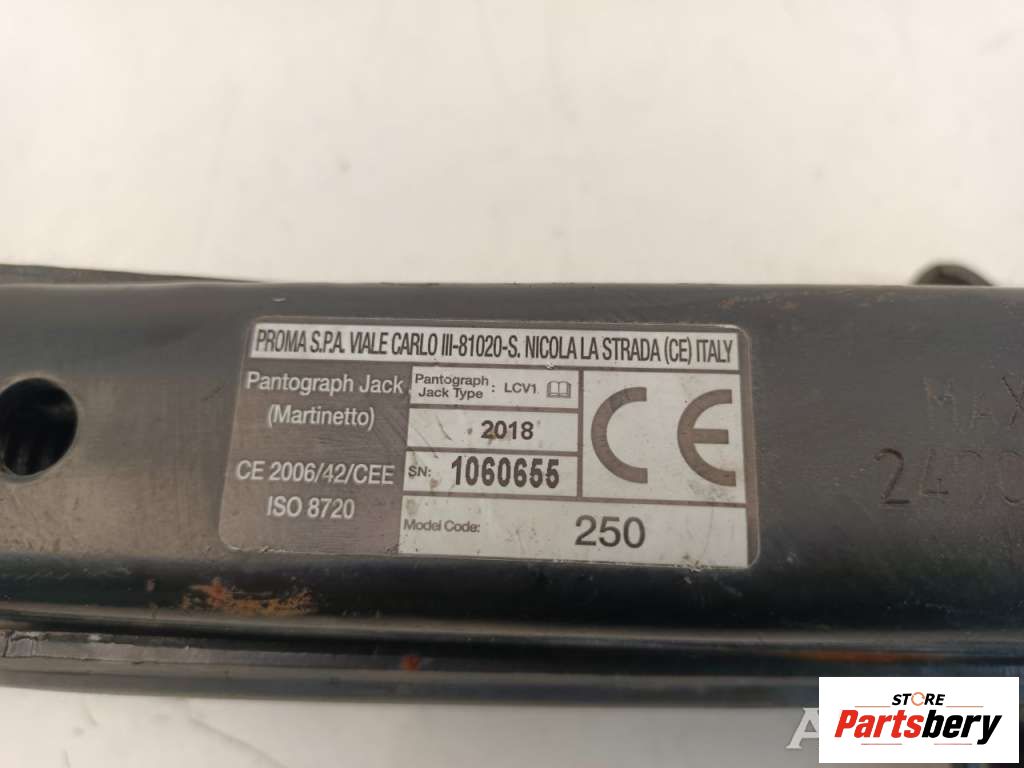 PROMA S.P.A. VIALE CARLO III-81020-S. NICOLA LA STRADA (CE) ITALY
Pantograph Jack
(Martinetto)
CE 2006/42/CEE
ISO 8720
Pantograph
Jack Type : LCV1
2018
SN: 1060655
Model Code: 250
CE
MAX
STORE
Partsbery